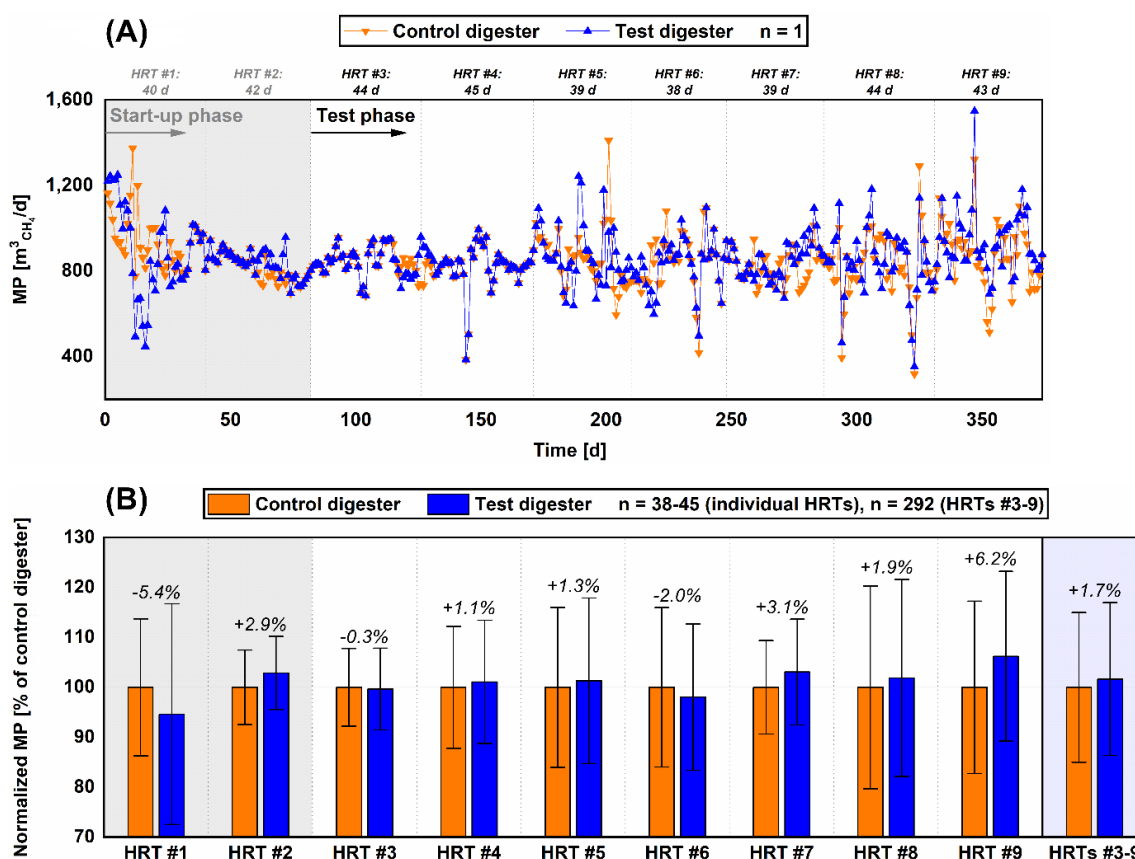 (A)
Control digester Test digester n = 1
HRT #1: HRT #2: HRT #3: HRT #4: HRT #5: HRT #6: HRT #7: HRT #8: HRT #9:
40 d 42 d 44 d 45 d 39 d 38 d 39 d 44 d 43 d
Start-up phase Test phase
1,600
1,200
800
400
MP [m³CH₄/d]
0 50 100 150 200 250 300 350
Time [d]
(B)
Control digester Test digester n = 38-45 (individual HRTs), n = 292 (HRTs #3-9)
130
120
110
100
90
80
70
Normalized MP [% of control digester]
-5.4% +2.9% -0.3% +1.1% +1.3% -2.0% +3.1% +1.9% +6.2% +1.7%
HRT #1 HRT #2 HRT #3 HRT #4 HRT #5 HRT #6 HRT #7 HRT #8 HRT #9 HRTs #3-9